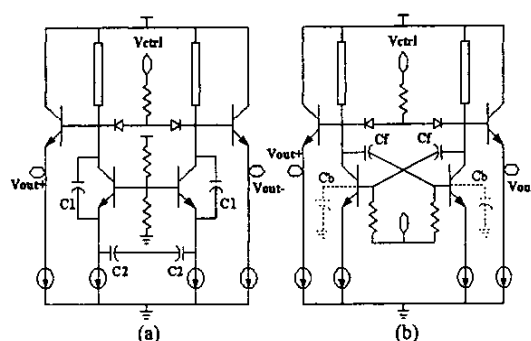 Vctrl
Vctrl
Cf Cf
Vout+
Cb
Cb
Vout+
C1
C1
Vout-
Vou
C2 C2
(a)
(b)